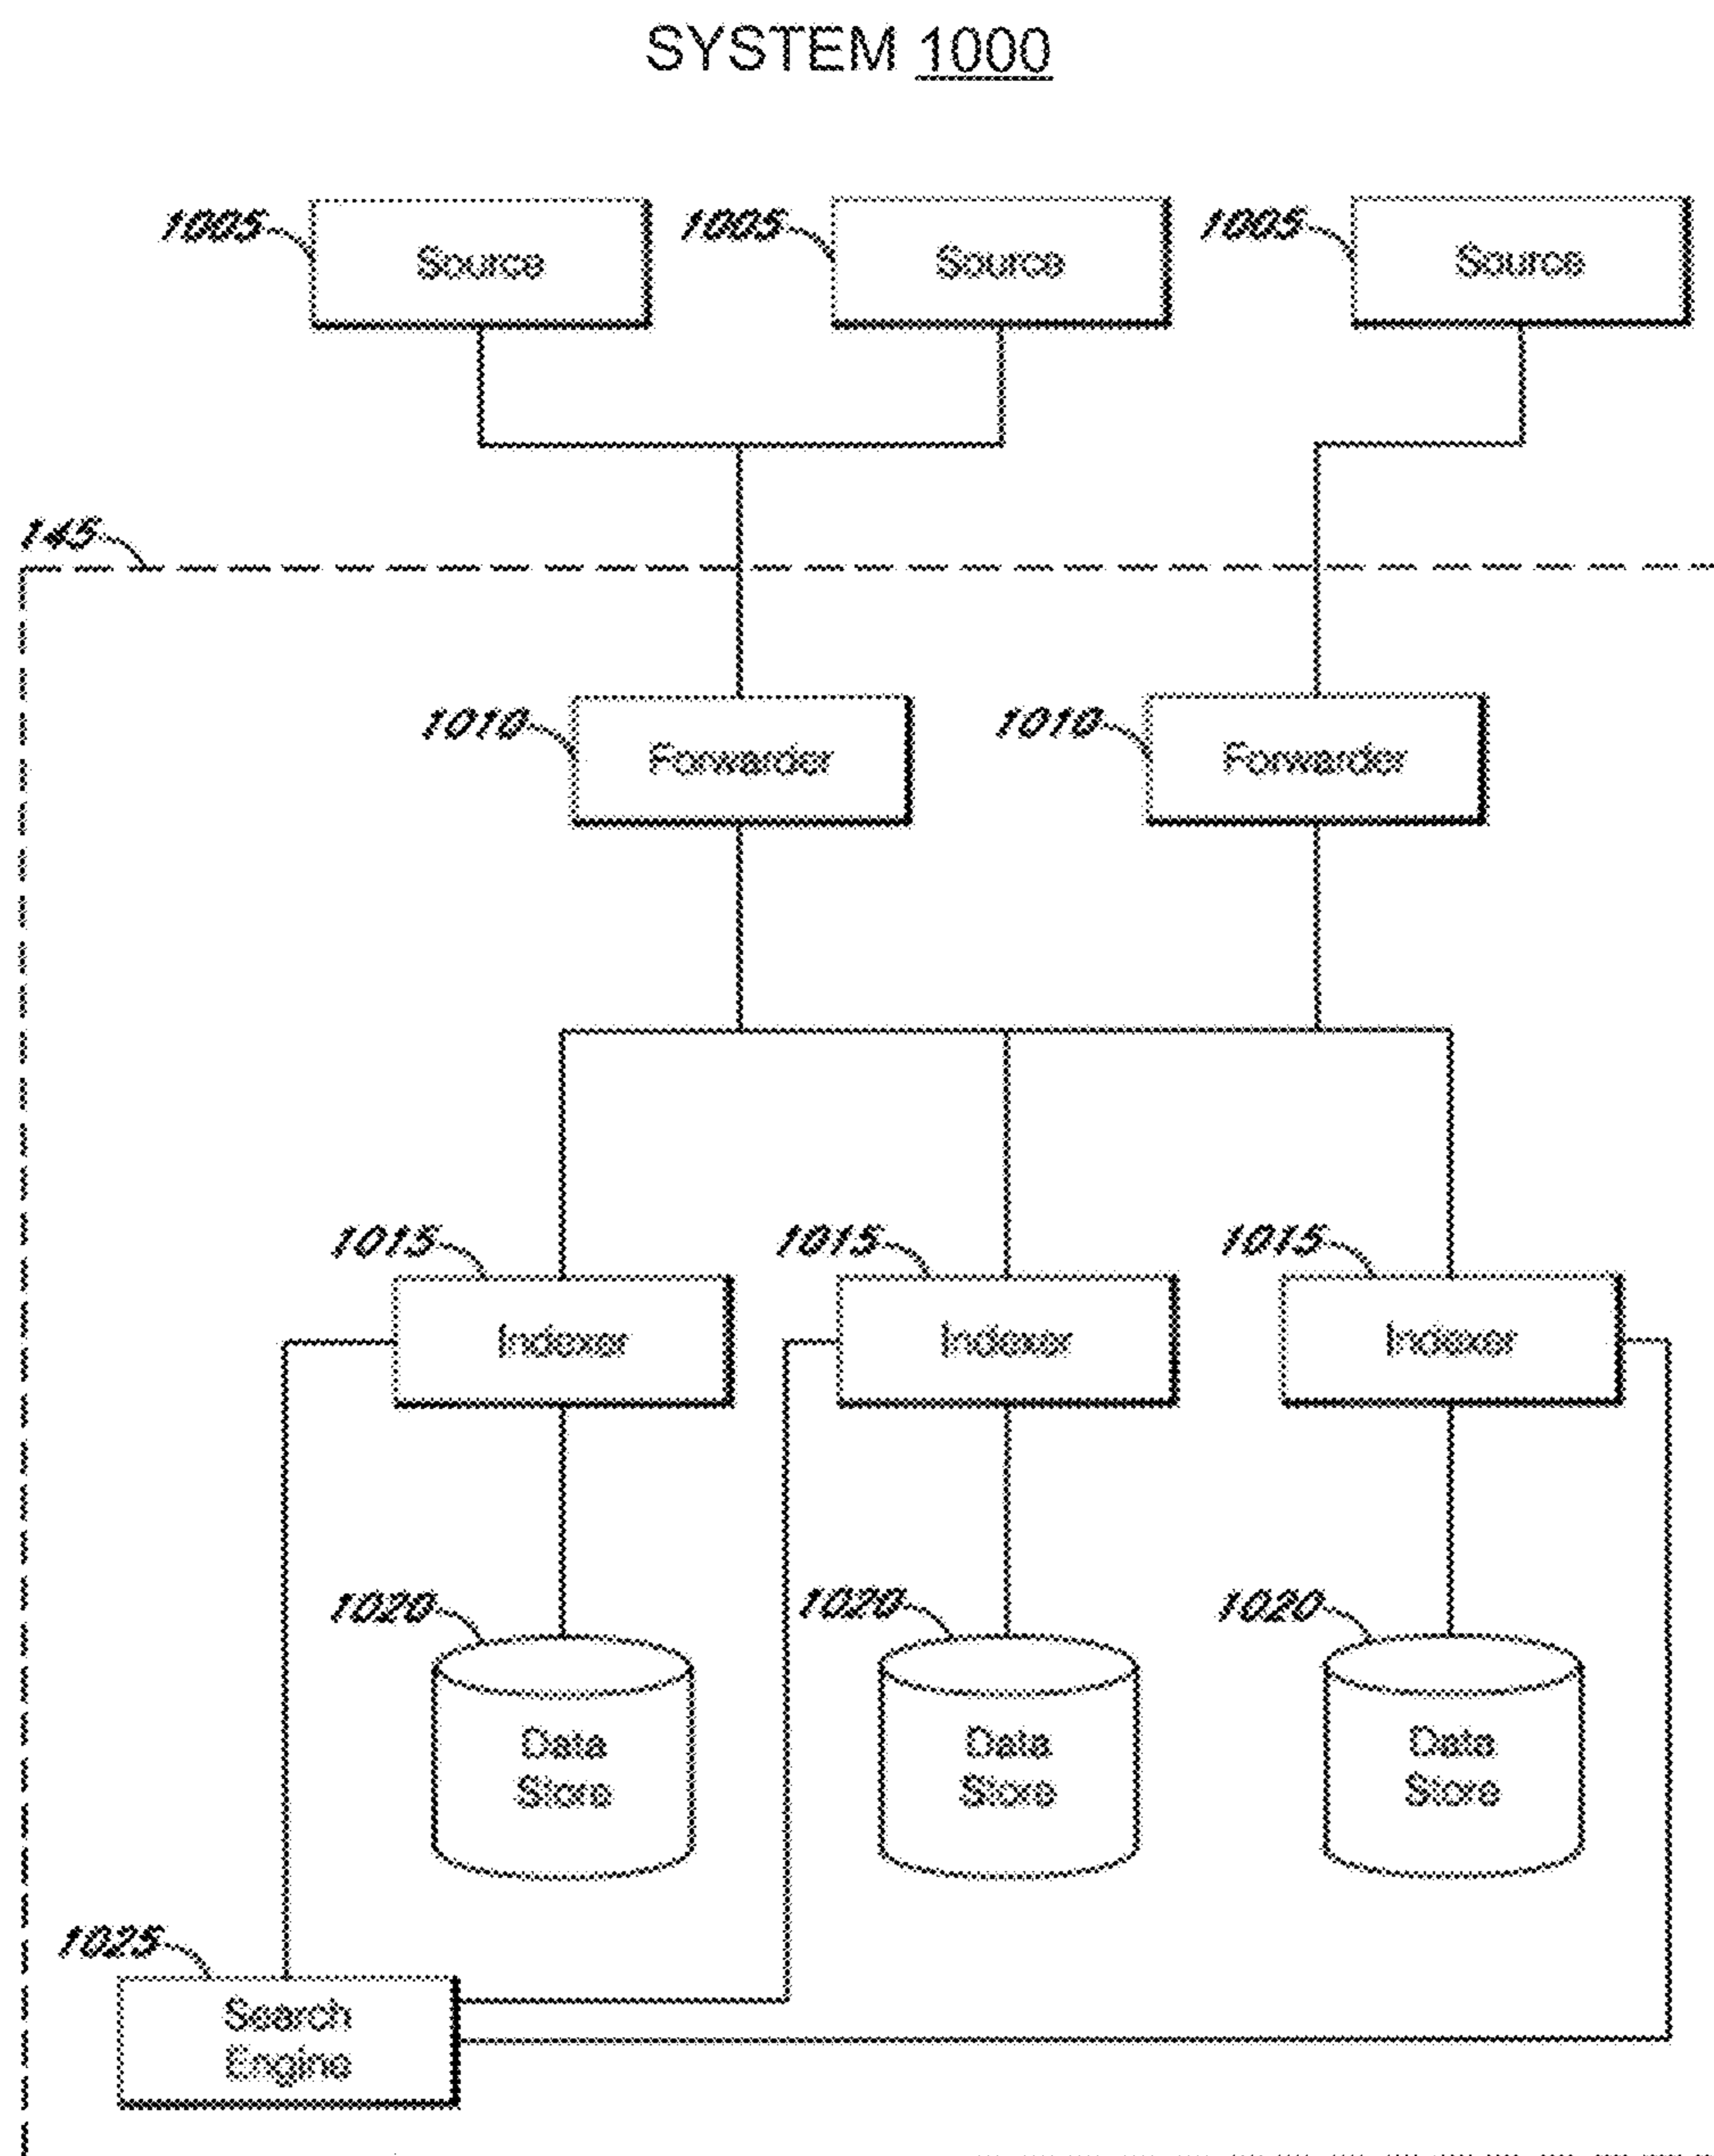 SYSTEM 1000
1005 1005 1005
Source Source Source
145
1010 1010
Forwarder Forwarder
1015 1015 1015
Indexer Indexer Indexer
1020 1020 1020
Data Data Data
Store Store Store
1025
Search
Engine